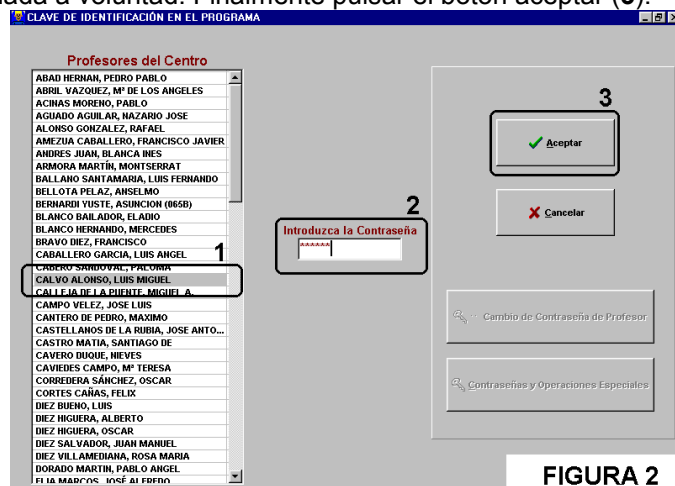 nada a voluntad. Finalmente pulsar el botón aceptar (3).
CLAVE DE IDENTIFICACIÓN EN EL PROGRAMA
Profesores del Centro
ABAD HERNAN, PEDRO PABLO
ABRIL VAZQUEZ, Mª DE LOS ANGELES
ACINAS MORENO, PABLO
AGUADO AGUILAR, NAZARIO JOSE
ALONSO GONZALEZ, RAFAEL
AMEZUA CABALLERO, FRANCISCO JAVIER
ANDRES JUAN, BLANCA INES
ARMORA MARTÍN, MONTSERRAT
BALLANO SANTAMARIA, LUIS FERNANDO
BELLOTA PELAZ, ANSELMO
BERNARDI YUSTE, ASUNCION (065B)
BLANCO BAILADOR, ELADIO
BLANCO HERNANDO, MERCEDES
BRAVO DIEZ, FRANCISCO
CABALLERO GARCIA, LUIS ANGEL
1
CABERO SANDOVAL, PALOMA
CALVO ALONSO, LUIS MIGUEL
CALLEJA DE LA PUENTE, MIGUEL A.
CAMPO VELEZ, JOSE LUIS
CANTERO DE PEDRO, MAXIMO
CASTELLANOS DE LA RUBIA, JOSE ANTO...
CASTRO MATIA, SANTIAGO DE
CAVERO DUQUE, NIEVES
CAVIEDES CAMPO, Mª TERESA
CORREDERA SÁNCHEZ, OSCAR
CORTES CAÑAS, FELIX
DIEZ BUENO, LUIS
DIEZ HIGUERA, ALBERTO
DIEZ HIGUERA, OSCAR
DIEZ SALVADOR, JUAN MANUEL
DIEZ VILLAMEDIANA, ROSA MARIA
DORADO MARTIN, PABLO ANGEL
ELIA MARCOS, JOSÉ ALFREDO
2
Introduzca la Contraseña
******
3
Aceptar
Cancelar
Cambio de Contraseña de Profesor
Contraseñas y Operaciones Especiales
FIGURA 2